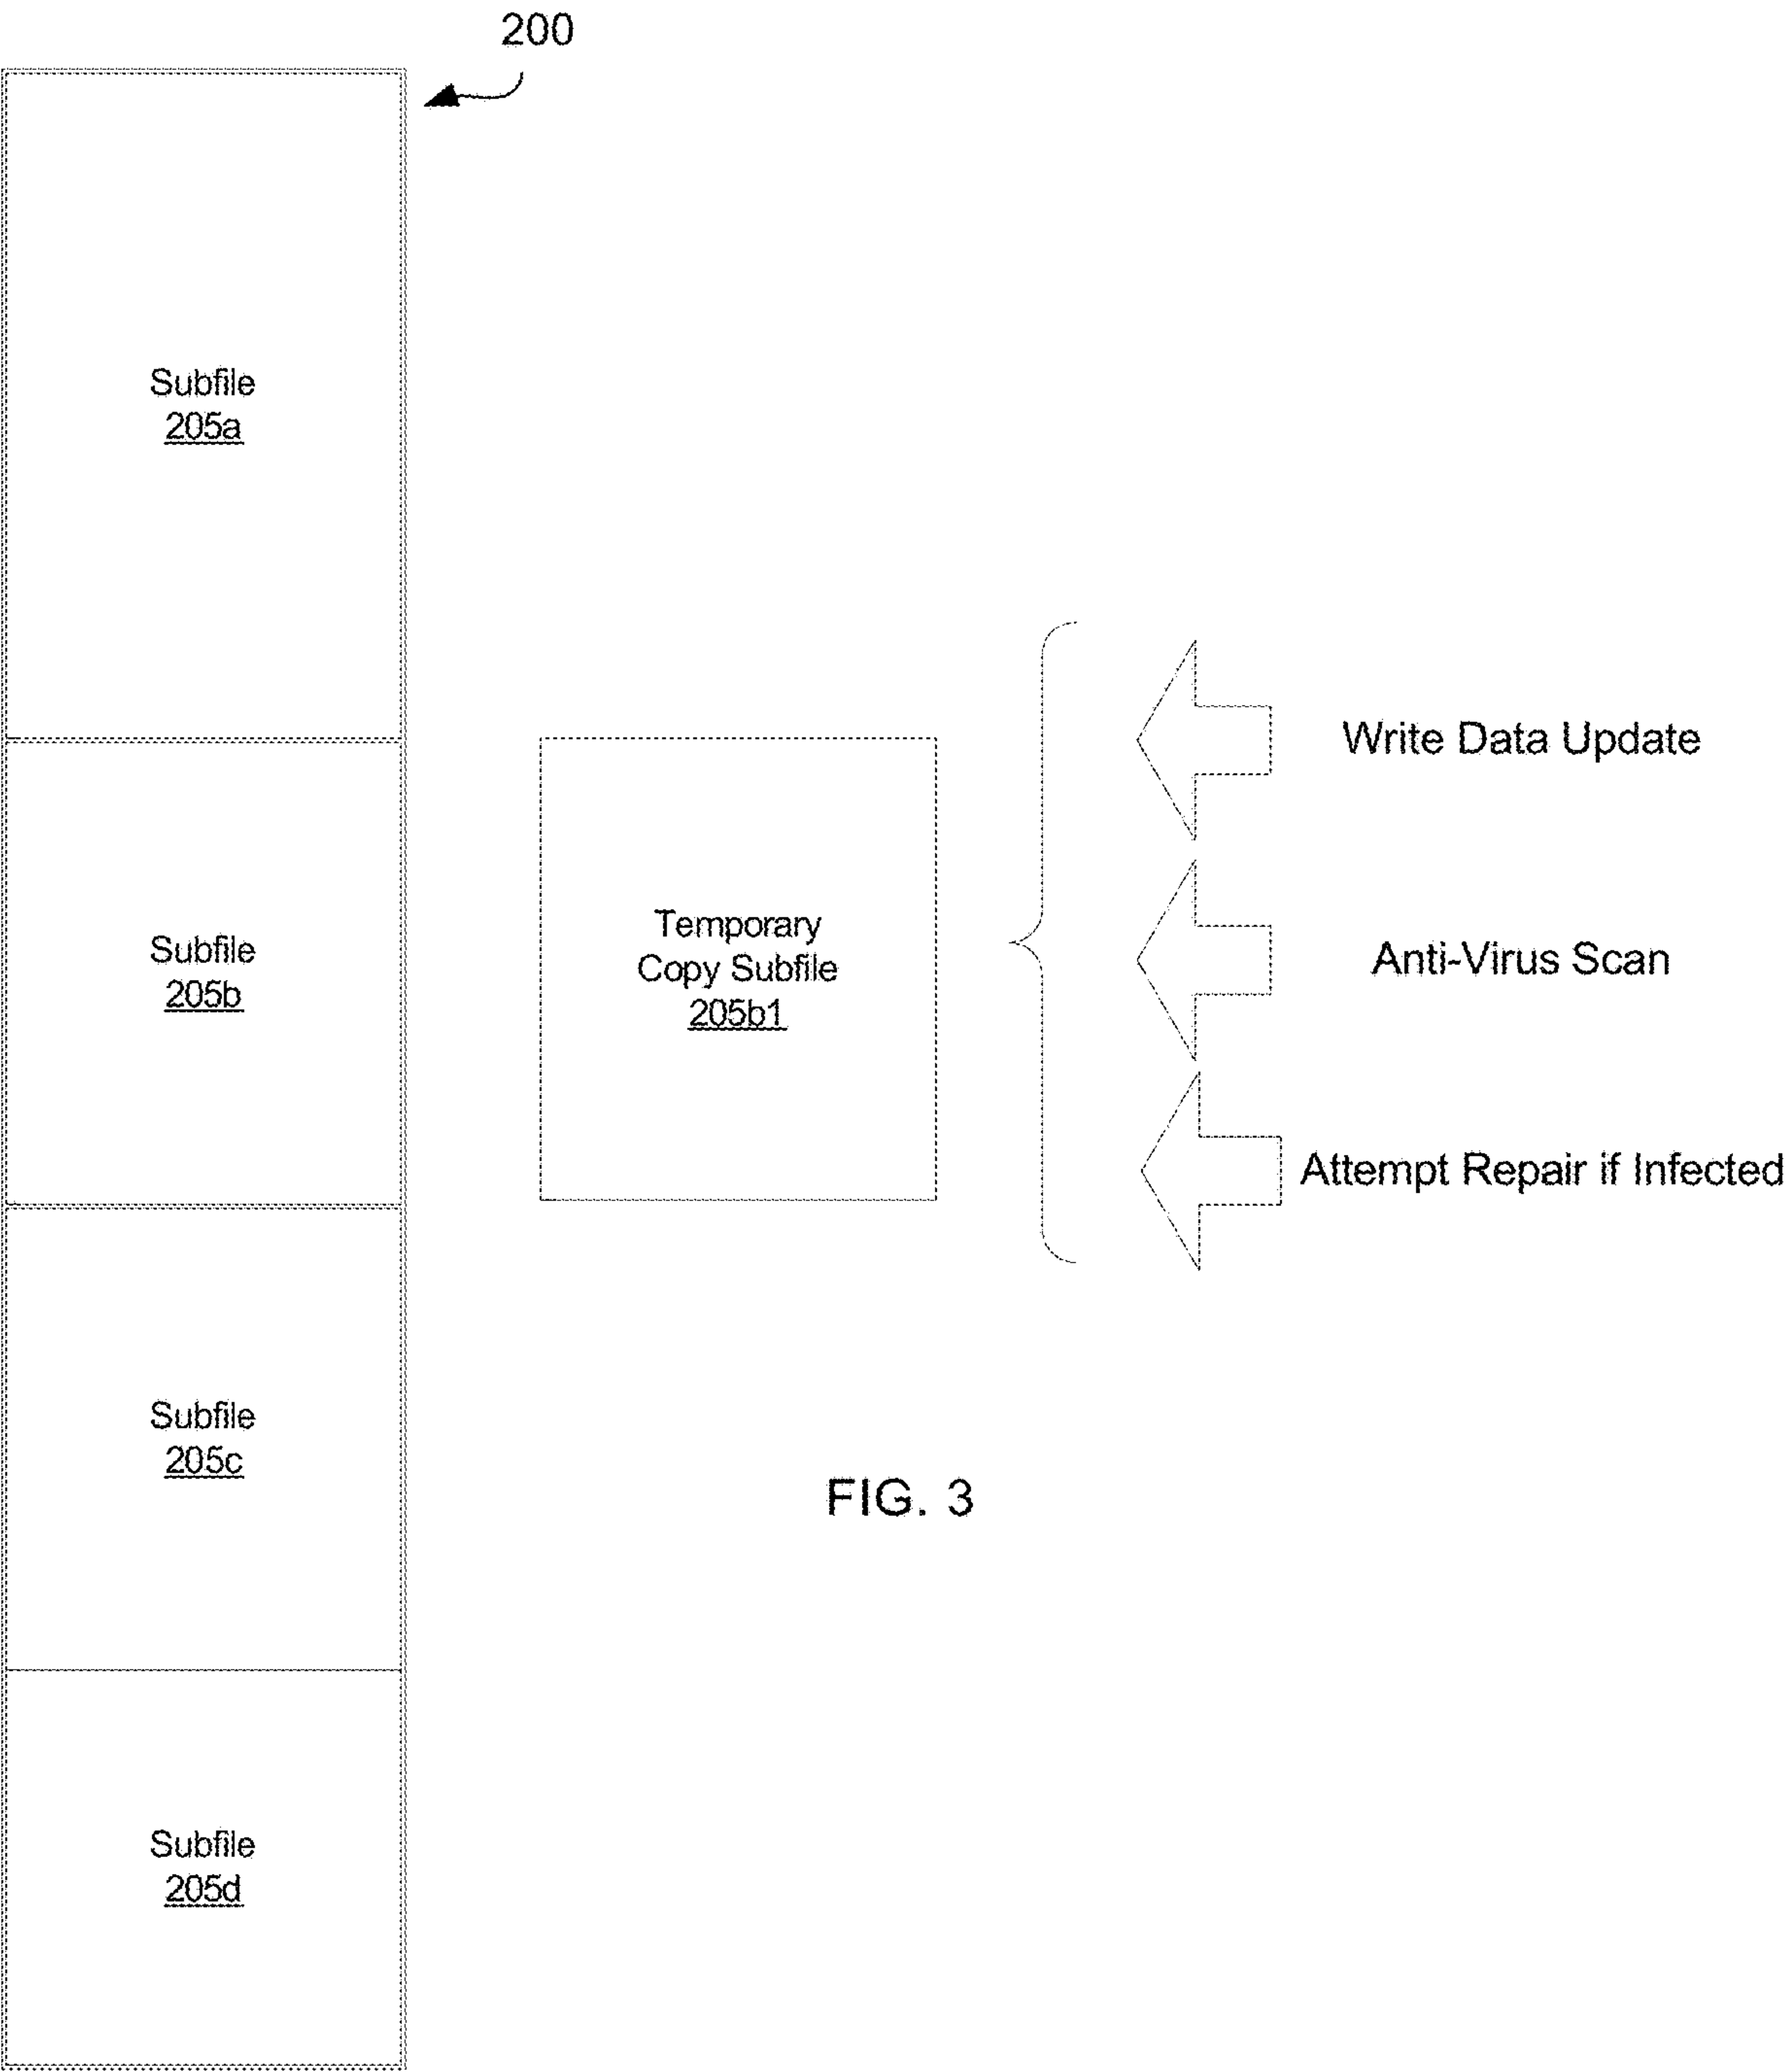 200
Subfile
205a
Subfile
205b
Temporary
Copy Subfile
205b1
Write Data Update
Anti-Virus Scan
Attempt Repair if Infected
Subfile
205c
FIG. 3
Subfile
205d